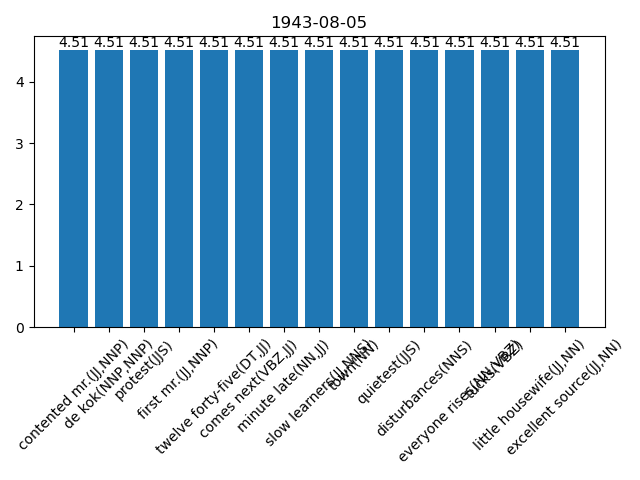 1943-08-05
4.51 4.51 4.51 4.51 4.51 4.51 4.51 4.51 4.51 4.51 4.51 4.51 4.51 4.51 4.51
4
3
2
1
0
contented mr.(JJ,NNP)
de kok(NNP,NNP)
protest(JJS)
first mr.(JJ,NNP)
twelve forty-five(DT,JJ)
comes next(VBZ,JJ)
minute late(NN,JJ)
slow learners(JJ,NNS)
town(NN)
quietest(JJS)
disturbances(NNS)
everyone rises(NN,VBZ)
little housewife(JJ,NN)
excellent source(JJ,NN)